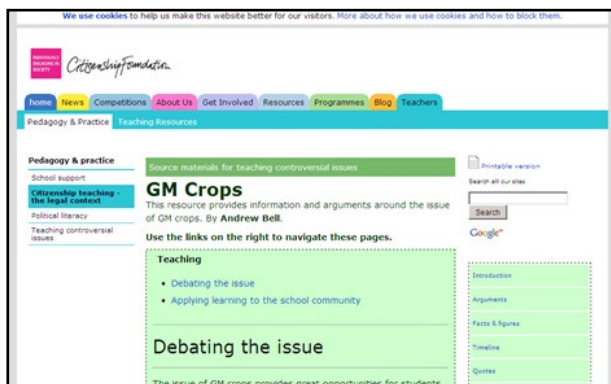 We use cookies to help us make this website better for our visitors. More about how we use cookies and how to block them.
INDIVIDUALS
ENGAGING IN
SOCIETY
Citizenship Foundation
home News Competitions About Us Get Involved Resources Programmes Blog Teachers
Pedagogy & Practice Teaching Resources
Pedagogy & practice
School support
Citizenship teaching -
the legal context
Political literacy
Teaching controversial
issues
Source materials for teaching controversial issues
GM Crops
This resource provides information and arguments around the issue
of GM crops. By Andrew Bell.
Use the links on the right to navigate these pages.
Teaching
• Debating the issue
• Applying learning to the school community
Debating the issue
The issue of GM crops provides great opportunities for students
Printable version
Search all our sites
Search
Google™
Introduction
Arguments
Facts & figures
Timeline
Quotes